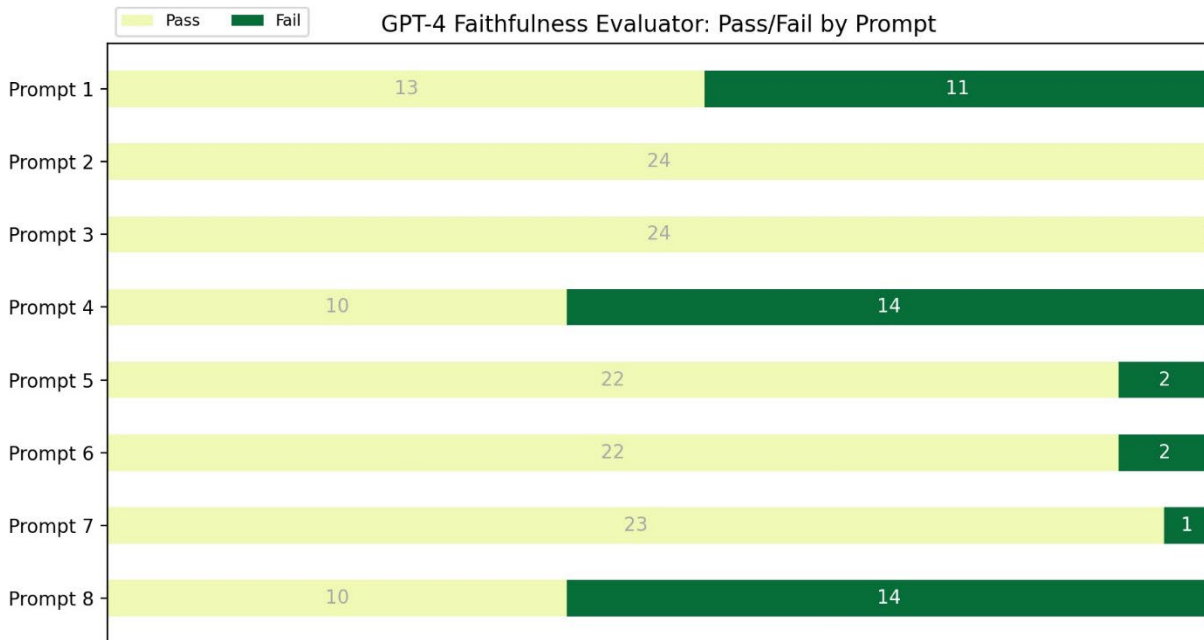 Pass Fail
GPT-4 Faithfulness Evaluator: Pass/Fail by Prompt
Prompt 1 13 11
Prompt 2 24
Prompt 3 24
Prompt 4 10 14
Prompt 5 22 2
Prompt 6 22 2
Prompt 7 23 1
Prompt 8 10 14